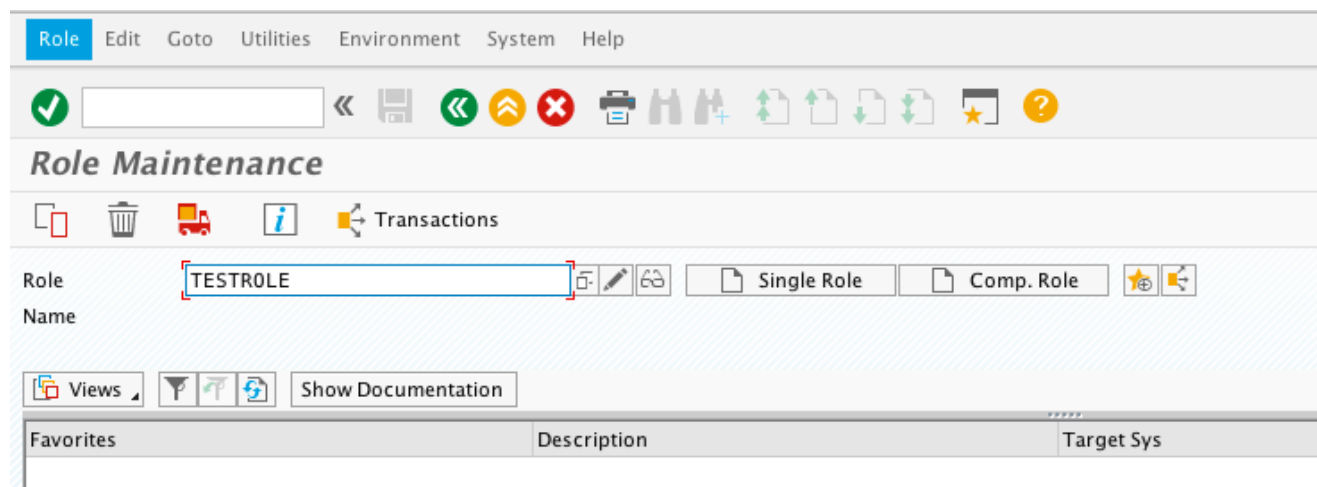 Role Edit Goto Utilities Environment System Help
Role Maintenance
i Transactions
Role TESTROLE Single Role Comp. Role
Name
Views Show Documentation
Favorites Description Target Sys